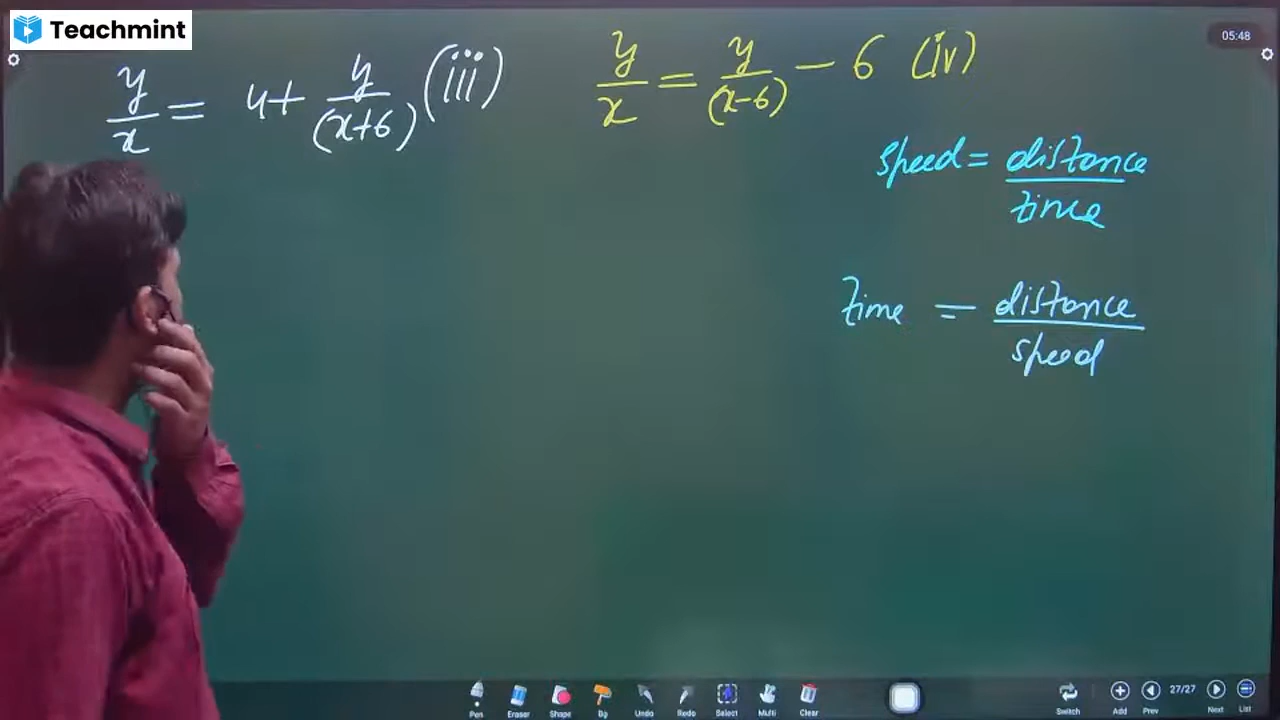 Teachmint
05:48
y/x = 4+ y/(x+6) (iii)
y/x = y/(x-6) - 6 (iv)
speed = distance
time
time = distance
speed
Pen Eraser Shape Bg Undo Redo Select Multi Clear
Switch Add Prev 27/27 Next List